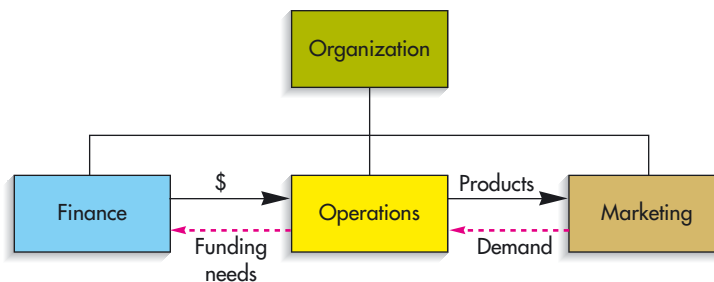 Organization
$
Products
Finance
Operations
Marketing
Funding
needs
Demand